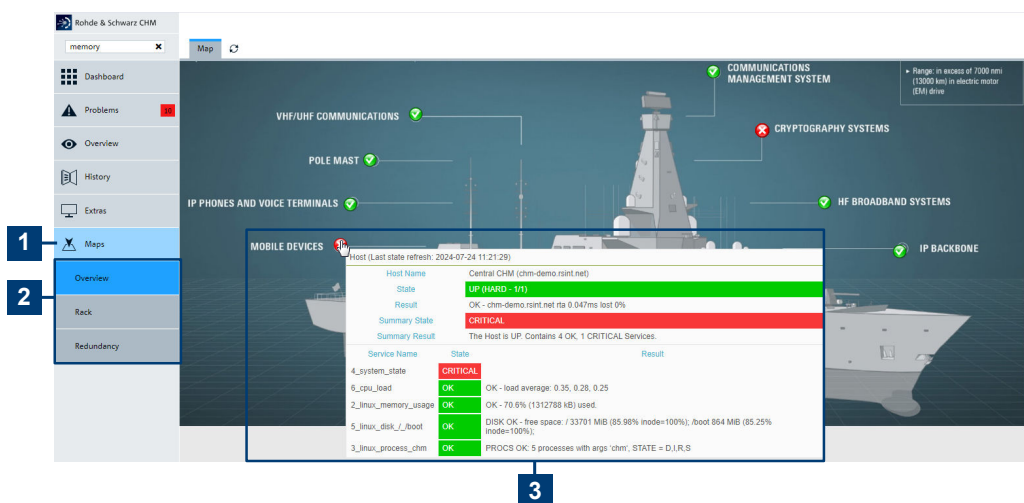 Rohde & Schwarz CHM
memory
Map
Dashboard
Problems
10
Overview
History
Extras
1
Maps
2
Overview
Rack
Redundancy
COMMUNICATIONS
MANAGEMENT SYSTEM
▸ Range: in excess of 7000 nmi
(13000 km) in electric motor
(EM) drive
VHF/UHF COMMUNICATIONS
CRYPTOGRAPHY SYSTEMS
POLE MAST
IP PHONES AND VOICE TERMINALS
HF BROADBAND SYSTEMS
MOBILE DEVICES
IP BACKBONE
Host (Last state refresh: 2024-07-24 11:21:29)
Host Name Central CHM (chm-demo.rsint.net)
State UP (HARD - 1/1)
Result OK - chm-demo.rsint.net rta 0.047ms lost 0%
Summary State CRITICAL
Summary Result The Host is UP. Contains 4 OK, 1 CRITICAL Services.
Service Name State Result
4_system_state CRITICAL
6_cpu_load OK OK - load average: 0.35, 0.28, 0.25
2_linux_memory_usage OK OK - 70.6% (1312788 kB) used.
5_linux_disk_/_/boot OK DISK OK - free space: / 33701 MiB (85.98% inode=100%); /boot 864 MiB (85.25%
inode=100%);
3_linux_process_chm OK PROCS OK: 5 processes with args 'chm', STATE = D,I,R,S
3